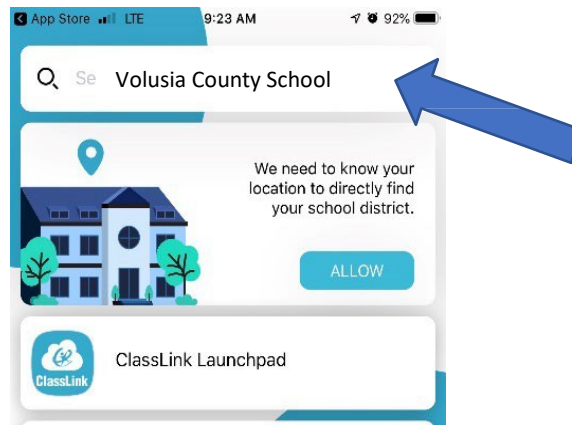 App Store LTE 9:23 AM 92%
Se Volusia County School
We need to know your
location to directly find
your school district.
ALLOW
ClassLink Launchpad
ClassLink